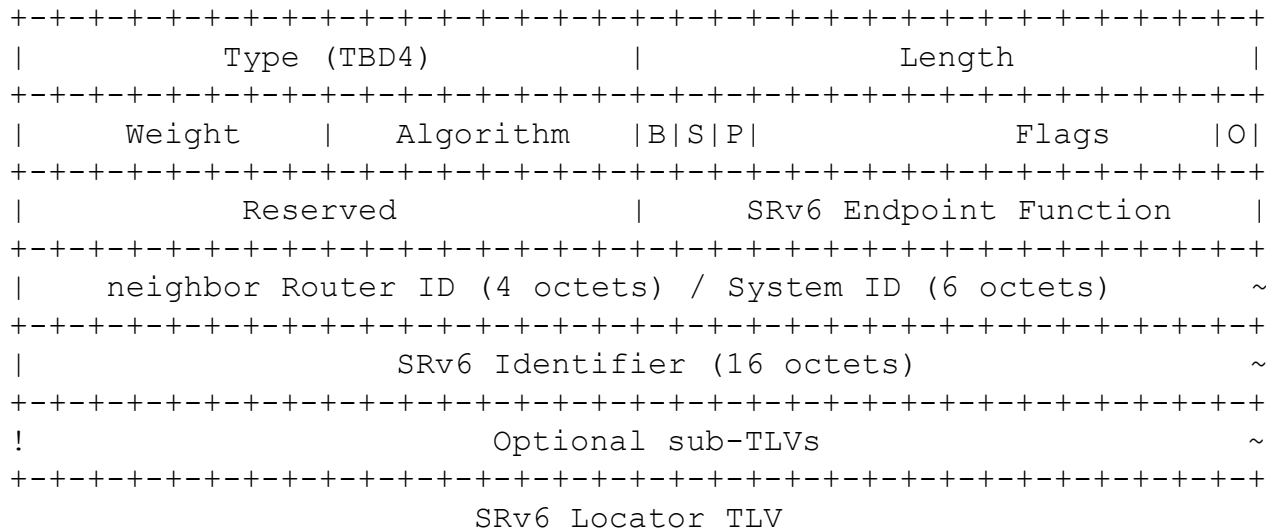 +-+-+-+-+-+-+-+-+-+-+-+-+-+-+-+-+-+-+-+-+-+-+-+-+-+-+-+-+-+-+-+-+
|          Type (TBD4)          |             Length            |
+-+-+-+-+-+-+-+-+-+-+-+-+-+-+-+-+-+-+-+-+-+-+-+-+-+-+-+-+-+-+-+-+
|     Weight    |   Algorithm   |B|S|P|             Flags     |O|
+-+-+-+-+-+-+-+-+-+-+-+-+-+-+-+-+-+-+-+-+-+-+-+-+-+-+-+-+-+-+-+-+
|           Reserved            |     SRv6 Endpoint Function    |
+-+-+-+-+-+-+-+-+-+-+-+-+-+-+-+-+-+-+-+-+-+-+-+-+-+-+-+-+-+-+-+-+
|    neighbor Router ID (4 octets) / System ID (6 octets)       ~
+-+-+-+-+-+-+-+-+-+-+-+-+-+-+-+-+-+-+-+-+-+-+-+-+-+-+-+-+-+-+-+-+
|                   SRv6 Identifier (16 octets)                 ~
+-+-+-+-+-+-+-+-+-+-+-+-+-+-+-+-+-+-+-+-+-+-+-+-+-+-+-+-+-+-+-+-+
!                        Optional sub-TLVs                      ~
+-+-+-+-+-+-+-+-+-+-+-+-+-+-+-+-+-+-+-+-+-+-+-+-+-+-+-+-+-+-+-+-+
                       SRv6 Locator TLV